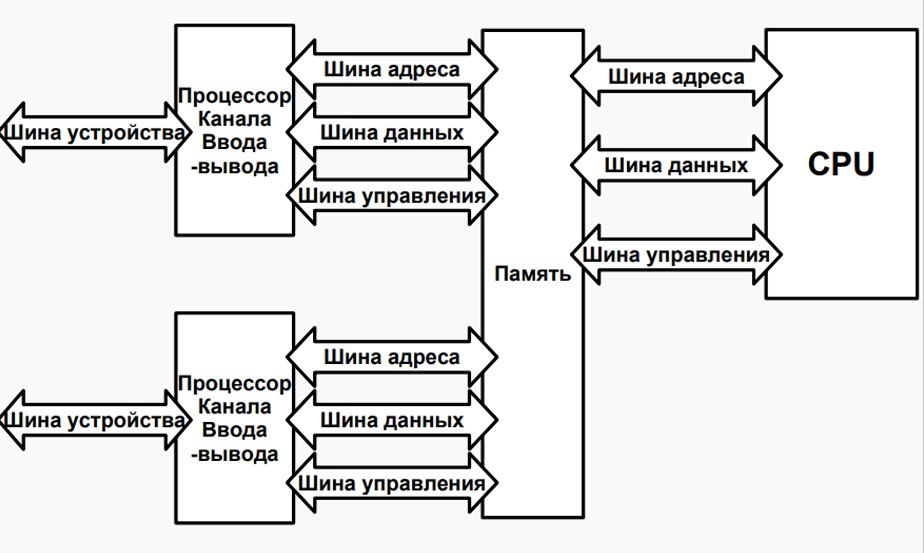 Шина устройства
Процессор
Канала
Ввода
-вывода
Шина адреса
Шина данных
Шина управления
Шина адреса
Шина данных
Шина управления
CPU
Память
Шина устройства
Процессор
Канала
Ввода
-вывода
Шина адреса
Шина данных
Шина управления